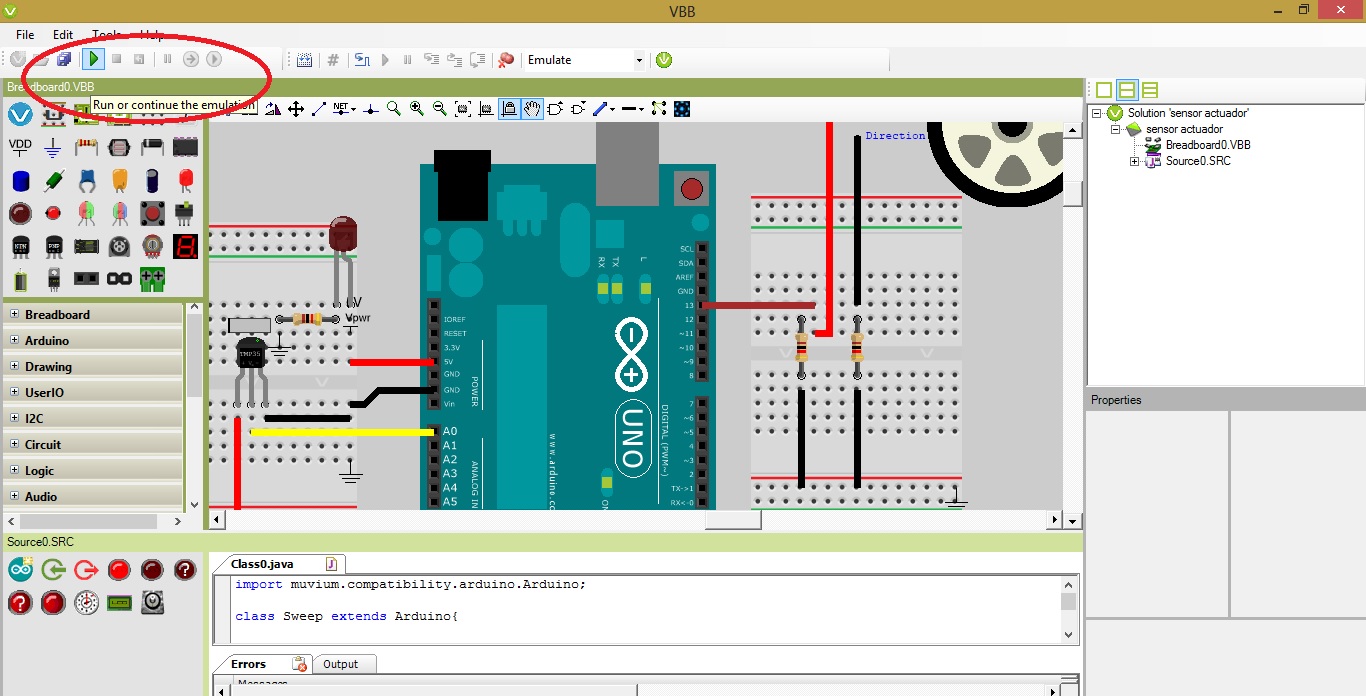 VBB
File Edit Tools Help
Emulate
Breadboard0.VBB
Run or continue the emulation
NET
VDD
NPN
PNP
Breadboard
Arduino
Drawing
UserIO
I2C
Circuit
Logic
Audio
Direction
V
Vpwr
TMP35
IOREF
RESET
3.3V
5V
GND
GND
Vin
POWER
A0
A1
A2
A3
A4
A5
ANALOG IN
RX
TX
L
UNO
www.arduino.cc
ON
DIGITAL (PWM~)
SCL
SDA
AREF
GND
13
12
~11
~10
~9
8
7
~6
~5
4
~3
2
TX->1
RX<-0
Solution 'sensor actuador'
sensor actuador
Breadboard0.VBB
Source0.SRC
Properties
Source0.SRC
Class0.java
import muvium.compatibility.arduino.Arduino;
class Sweep extends Arduino{
Errors
Output
Messages